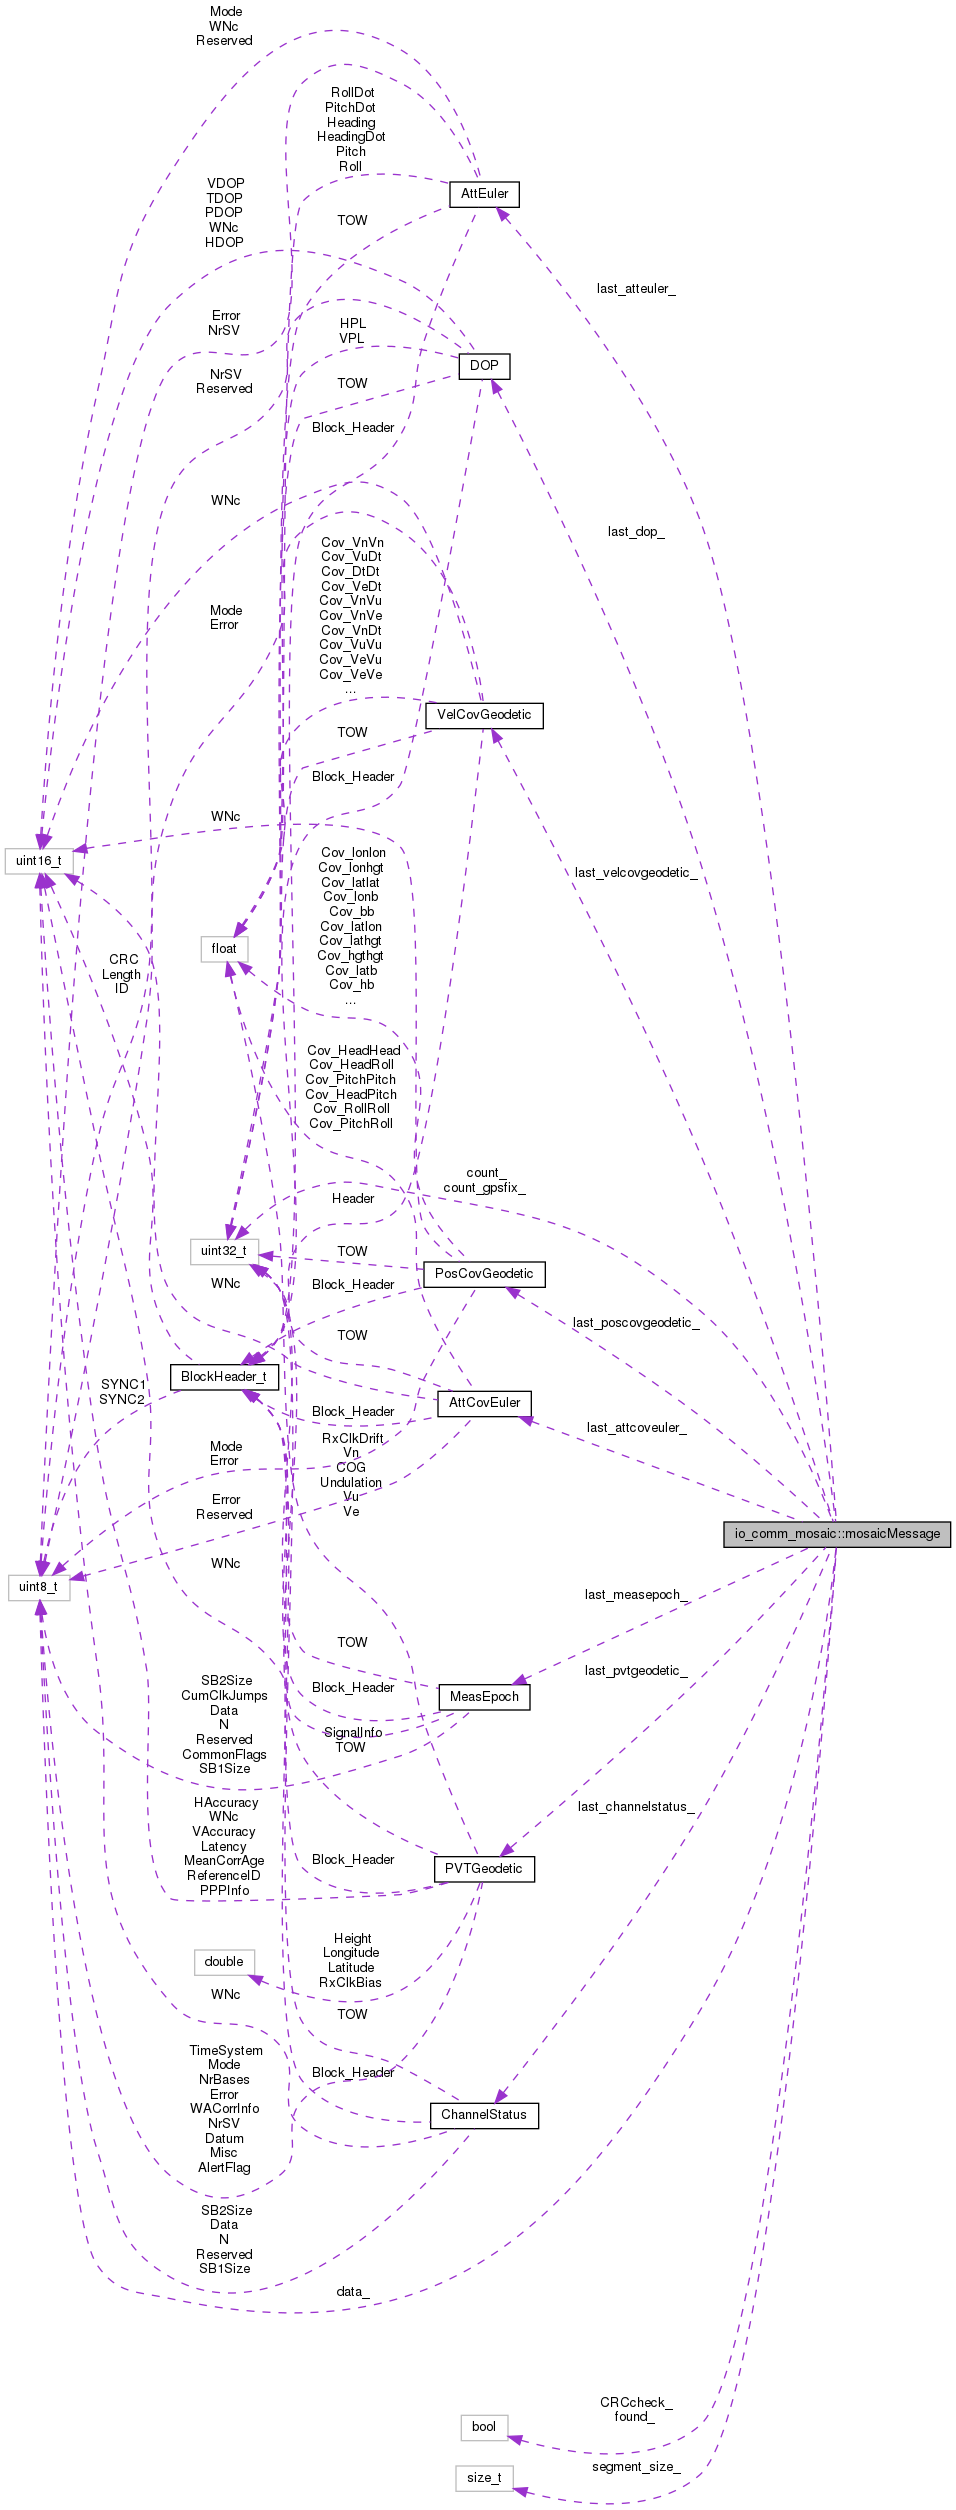 Mode
WNc
Reserved
RollDot
PitchDot
Heading
HeadingDot
Pitch
Roll
AttEuler
VDOP
TDOP
PDOP
WNc
HDOP
TOW
last_atteuler_
Error
NrSV
HPL
VPL
DOP
NrSV
Reserved
TOW
Block_Header
WNc
last_dop_
Cov_VnVn
Cov_VuDt
Cov_DtDt
Cov_VeDt
Cov_VnVu
Cov_VnVe
Cov_VnDt
Cov_VuVu
Cov_VeVu
Cov_VeVe
...
Mode
Error
VelCovGeodetic
TOW
Block_Header
WNc
uint16_t
Cov_lonlon
Cov_lonhgt
Cov_latlat
Cov_lonb
Cov_bb
Cov_latlon
Cov_lathgt
Cov_hgthgt
Cov_latb
Cov_hb
...
last_velcovgeodetic_
float
CRC
Length
ID
Cov_HeadHead
Cov_HeadRoll
Cov_PitchPitch
Cov_HeadPitch
Cov_RollRoll
Cov_PitchRoll
count_
count_gpsfix_
Header
uint32_t
TOW
PosCovGeodetic
WNc
Block_Header
last_poscovgeodetic_
TOW
BlockHeader_t
SYNC1
SYNC2
AttCovEuler
Block_Header
last_attcoveuler_
RxClkDrift
Vn
COG
Undulation
Vu
Ve
Mode
Error
Error
Reserved
io_comm_mosaic::mosaicMessage
WNc
uint8_t
last_measepoch_
TOW
last_pvtgeodetic_
SB2Size
CumClkJumps
Data
N
Reserved
CommonFlags
SB1Size
Block_Header
MeasEpoch
SignalInfo
TOW
last_channelstatus_
HAccuracy
WNc
VAccuracy
Latency
MeanCorrAge
ReferenceID
PPPInfo
Block_Header
PVTGeodetic
double
Height
Longitude
Latitude
RxClkBias
WNc
TOW
TimeSystem
Mode
NrBases
Error
WACorrInfo
NrSV
Datum
Misc
AlertFlag
Block_Header
ChannelStatus
SB2Size
Data
N
Reserved
SB1Size
data_
CRCcheck_
found_
bool
segment_size_
size_t